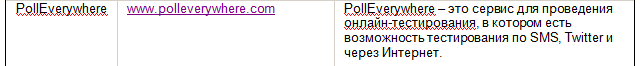 PollEverywhere www.polleverywhere.com PollEverywhere – это сервис для проведения
онлайн-тестирования, в котором есть
возможность тестирования по SMS, Twitter и
через Интернет.